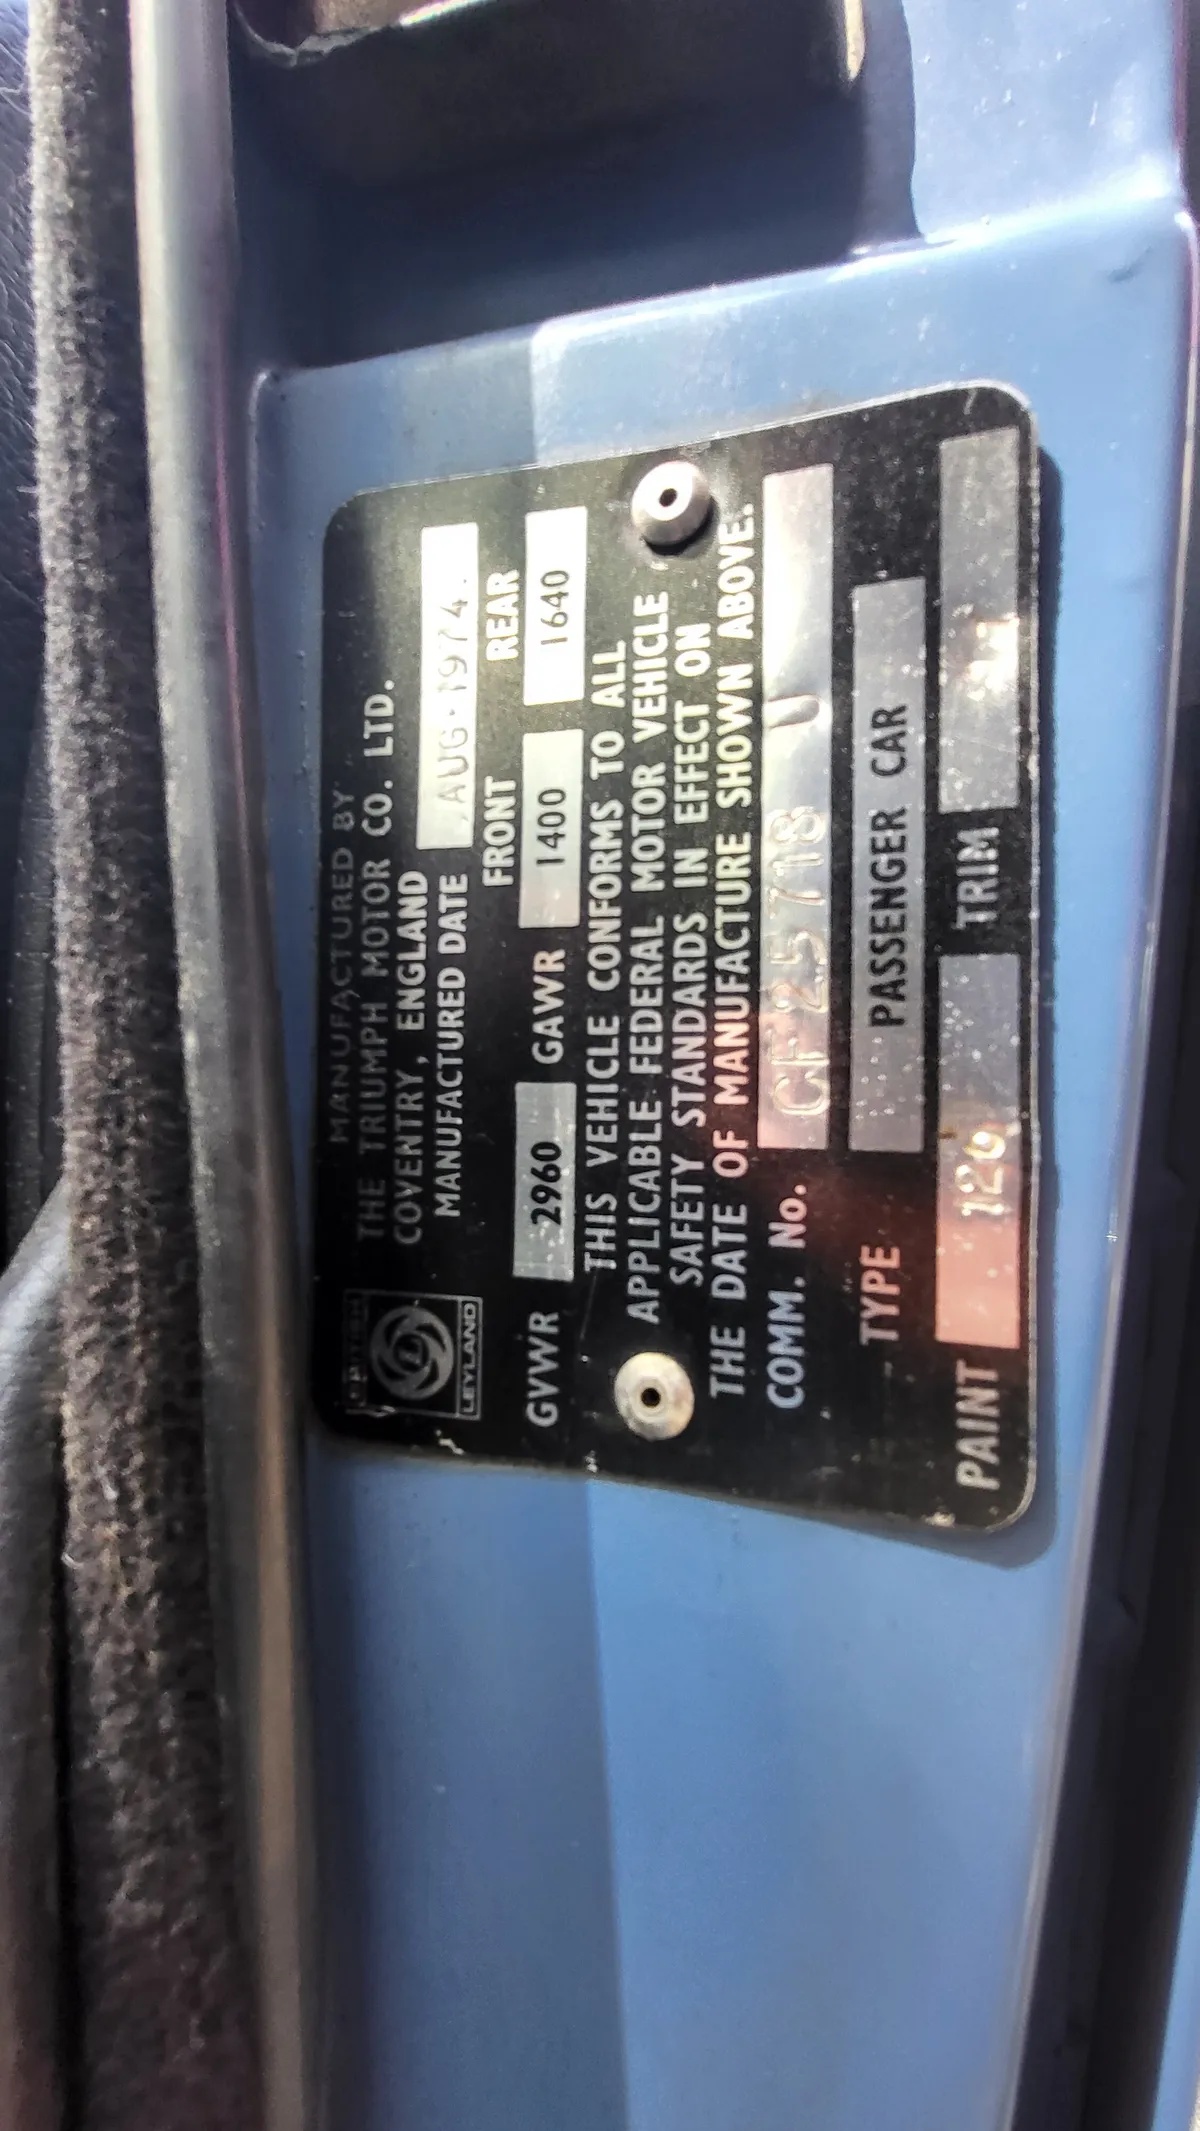 BRITISH
LEYLAND
MANUFACTURED BY
THE TRIUMPH MOTOR CO. LTD.
COVENTRY, ENGLAND
MANUFACTURED DATE AUG·1974.
FRONT REAR
GVWR 2960 GAWR 1400 1640
THIS VEHICLE CONFORMS TO ALL
APPLICABLE FEDERAL MOTOR VEHICLE
SAFETY STANDARDS IN EFFECT ON
THE DATE OF MANUFACTURE SHOWN ABOVE.
COMM. No. CF25718 U
TYPE PASSENGER CAR
PAINT 126 TRIM